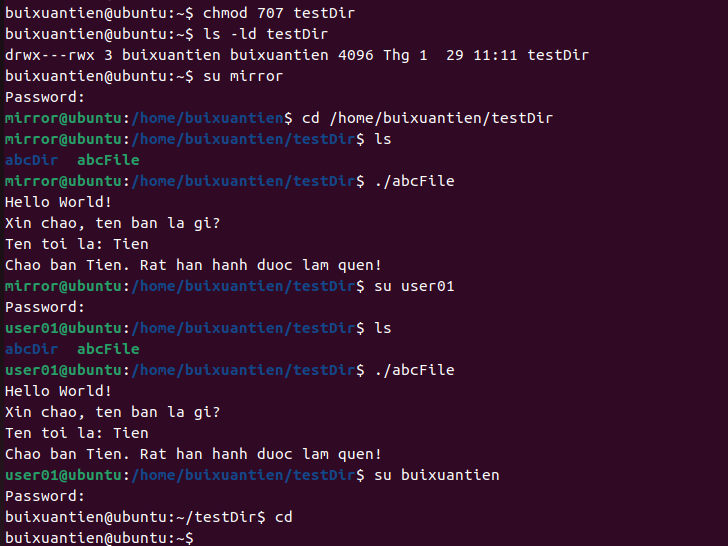 buixuantien@ubuntu:~$ chmod 707 testDir
buixuantien@ubuntu:~$ ls -ld testDir
drwx---rwx 3 buixuantien buixuantien 4096 Thg 1  29 11:11 testDir
buixuantien@ubuntu:~$ su mirror
Password:
mirror@ubuntu:/home/buixuantien$ cd /home/buixuantien/testDir
mirror@ubuntu:/home/buixuantien/testDir$ ls
abcDir  abcFile
mirror@ubuntu:/home/buixuantien/testDir$ ./abcFile
Hello World!
Xin chao, ten ban la gi?
Ten toi la: Tien
Chao ban Tien. Rat han hanh duoc lam quen!
mirror@ubuntu:/home/buixuantien/testDir$ su user01
Password:
user01@ubuntu:/home/buixuantien/testDir$ ls
abcDir  abcFile
user01@ubuntu:/home/buixuantien/testDir$ ./abcFile
Hello World!
Xin chao, ten ban la gi?
Ten toi la: Tien
Chao ban Tien. Rat han hanh duoc lam quen!
user01@ubuntu:/home/buixuantien/testDir$ su buixuantien
Password:
buixuantien@ubuntu:~/testDir$ cd
buixuantien@ubuntu:~$